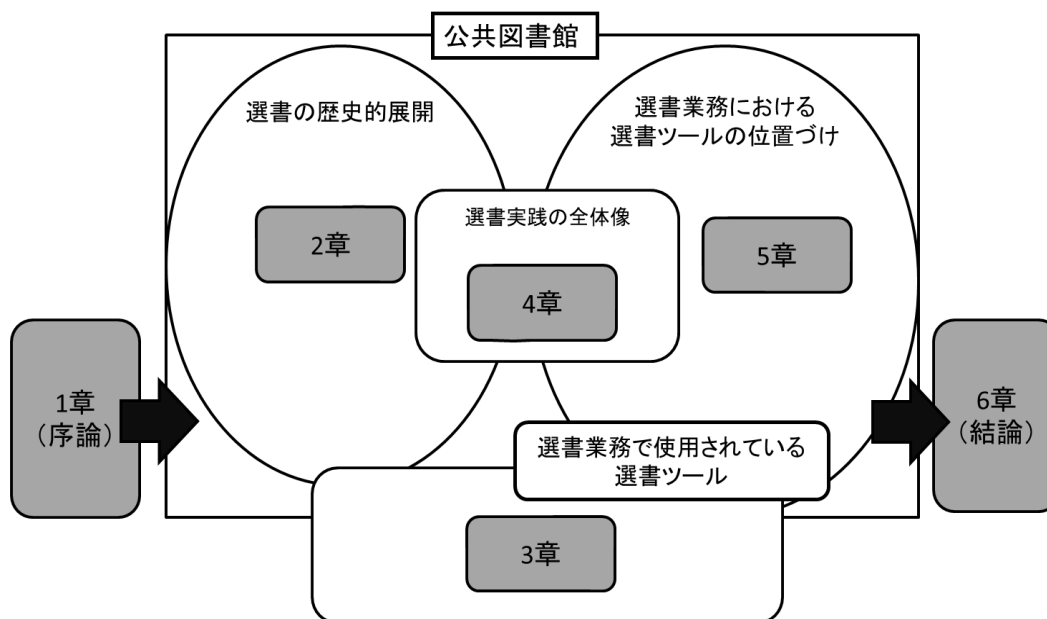 公共図書館
選書の歴史的展開
選書業務における
選書ツールの位置づけ
選書実践の全体像
2章
5章
4章
1章
（序論）
6章
（結論）
選書業務で使用されている
選書ツール
3章